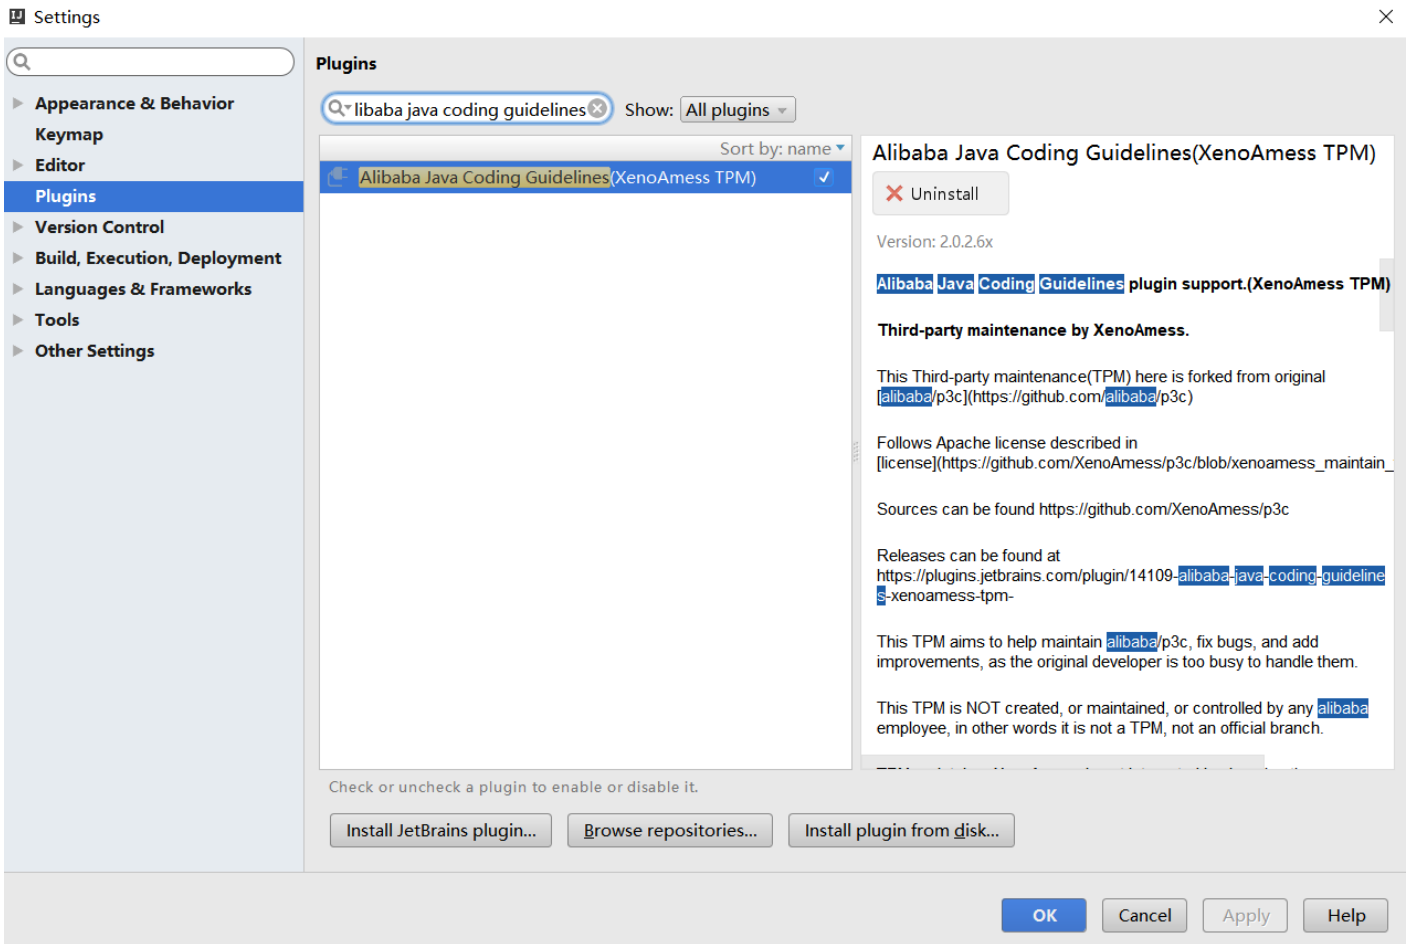 Settings
Appearance & Behavior
Keymap
Editor
Plugins
Version Control
Build, Execution, Deployment
Languages & Frameworks
Tools
Other Settings
Plugins
libaba java coding guidelines
Show: All plugins
Sort by: name
Alibaba Java Coding Guidelines(XenoAmess TPM)
Alibaba Java Coding Guidelines(XenoAmess TPM)
Uninstall
Version: 2.0.2.6x
Alibaba Java Coding Guidelines plugin support.(XenoAmess TPM)
Third-party maintenance by XenoAmess.
This Third-party maintenance(TPM) here is forked from original
[alibaba/p3c](https://github.com/alibaba/p3c)
Follows Apache license described in
[license](https://github.com/XenoAmess/p3c/blob/xenoamess_maintain_
Sources can be found https://github.com/XenoAmess/p3c
Releases can be found at
https://plugins.jetbrains.com/plugin/14109-alibaba-java-coding-guideline
s-xenoamess-tpm-
This TPM aims to help maintain alibaba/p3c, fix bugs, and add
improvements, as the original developer is too busy to handle them.
This TPM is NOT created, or maintained, or controlled by any alibaba
employee, in other words it is not a TPM, not an official branch.
Check or uncheck a plugin to enable or disable it.
Install JetBrains plugin...
Browse repositories...
Install plugin from disk...
OK
Cancel
Apply
Help